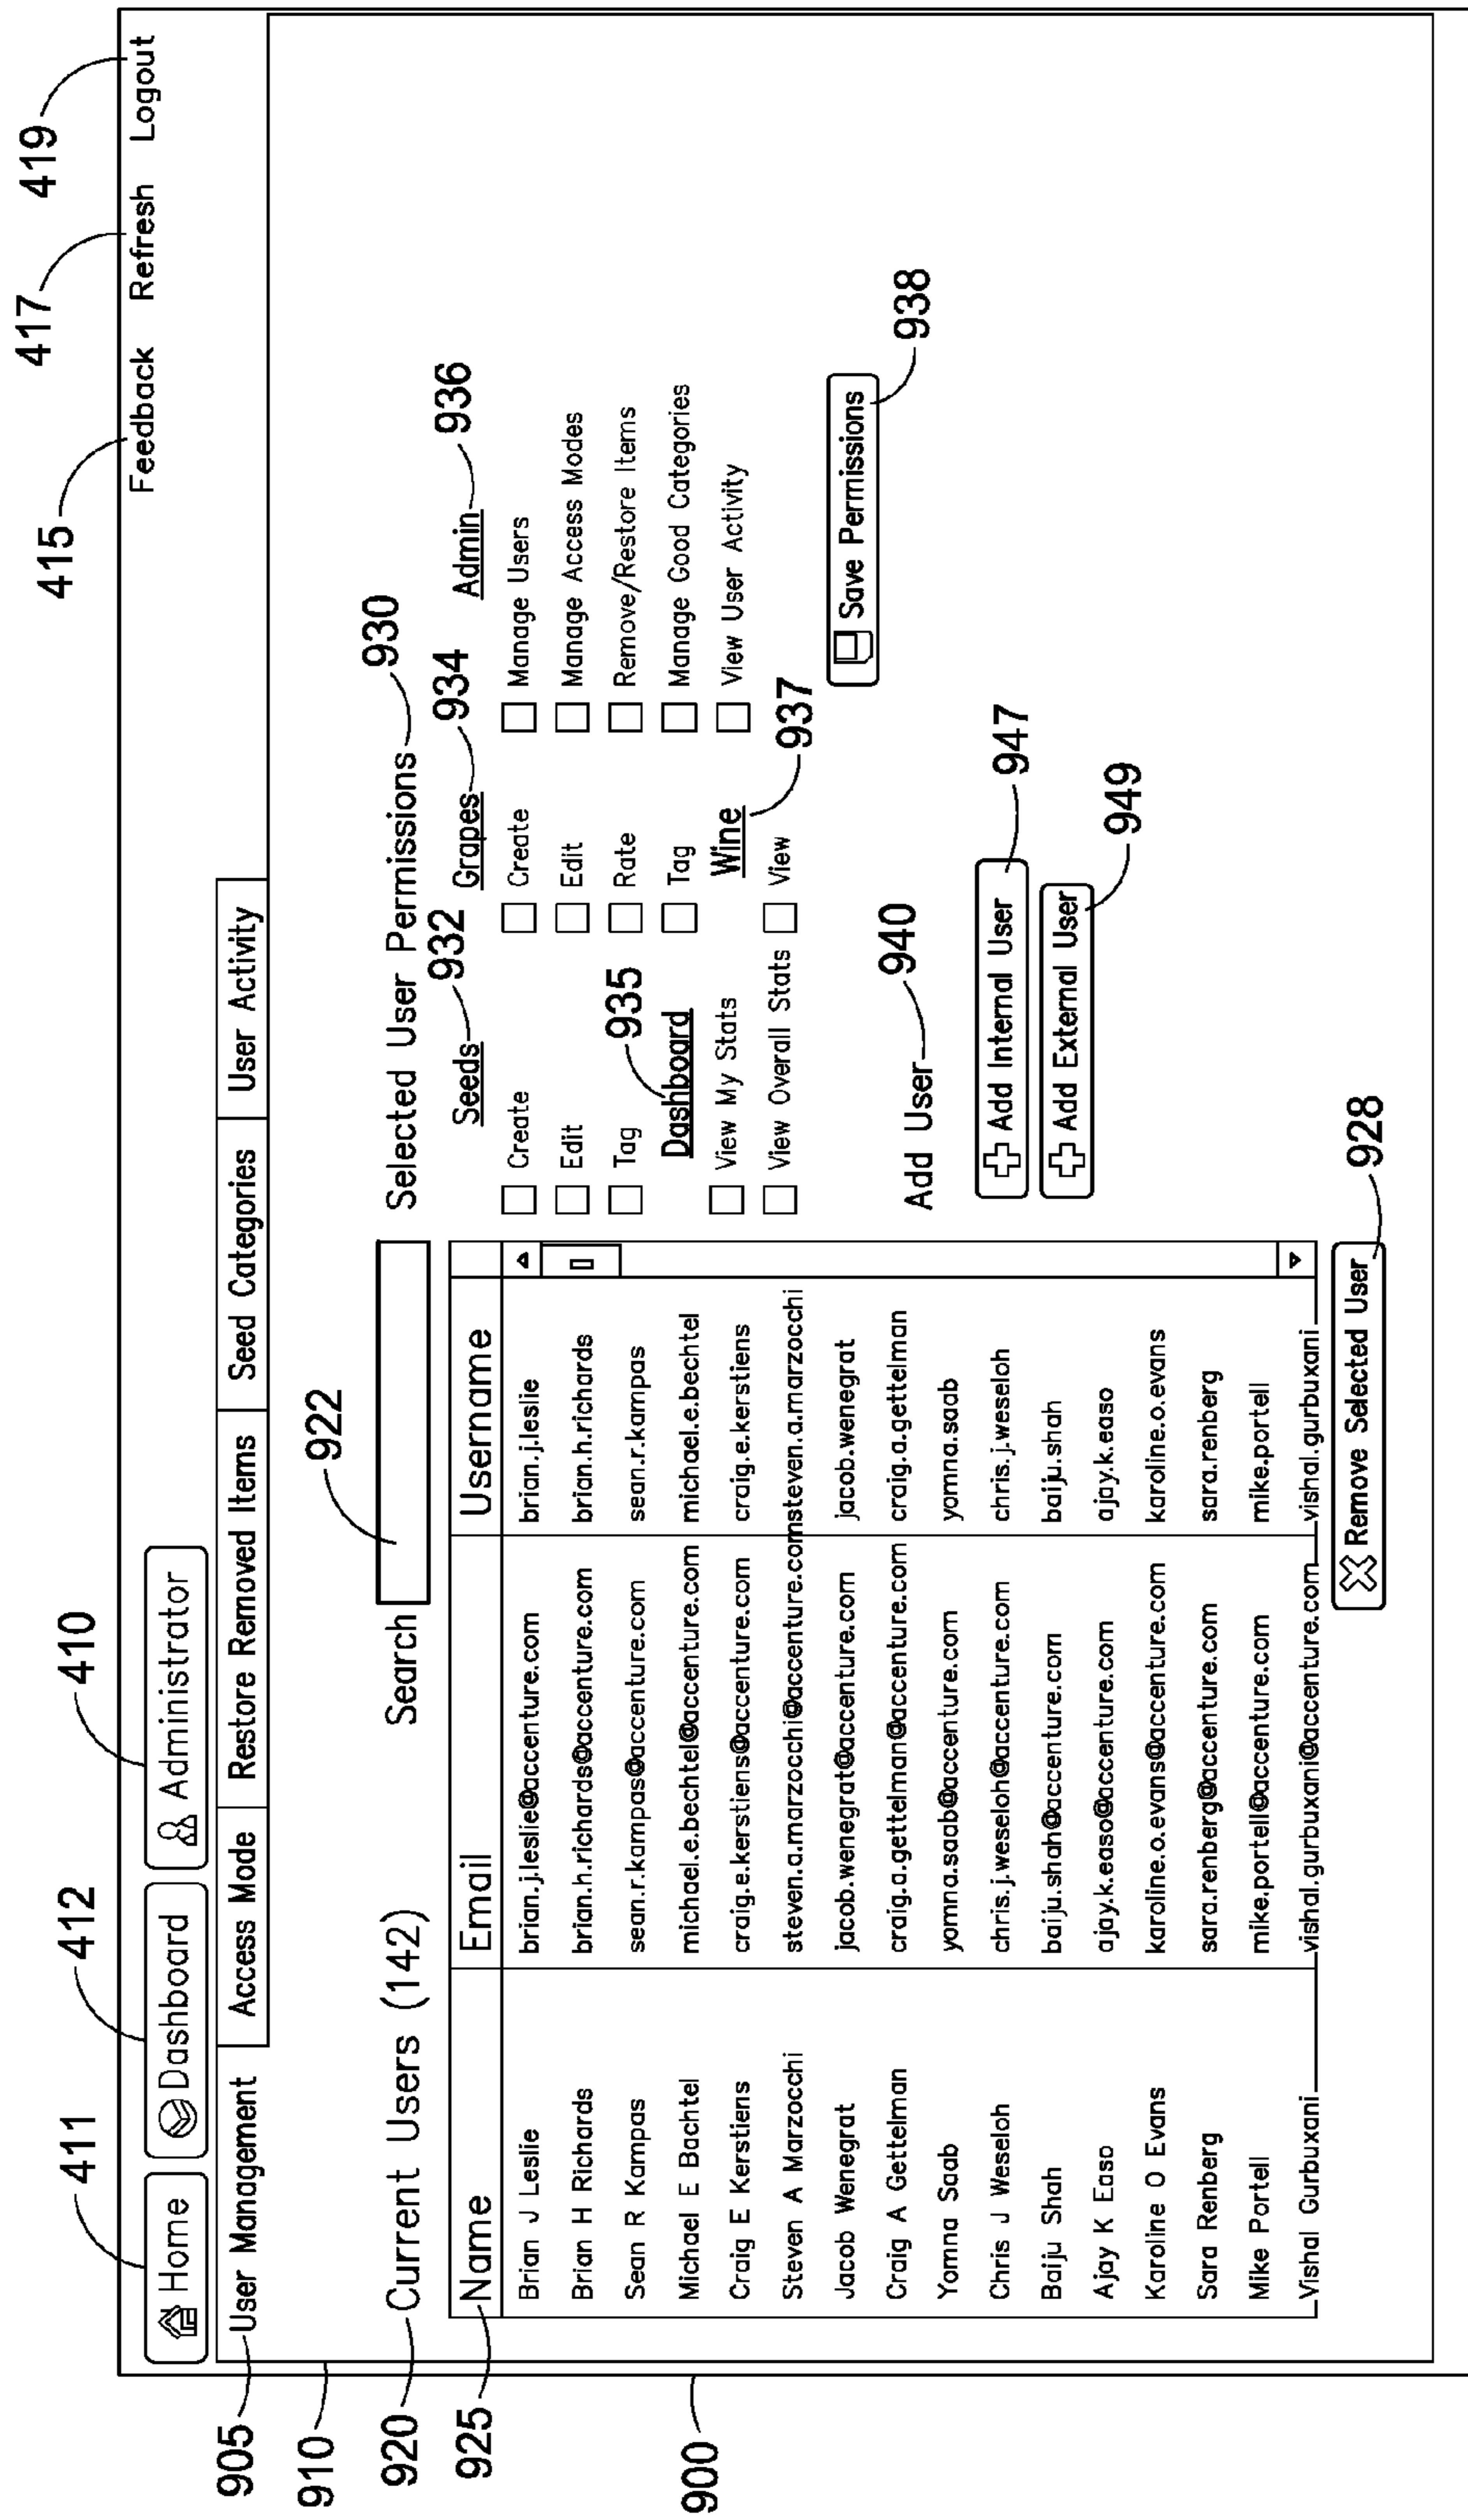 415 417 419
411 412 410
Home Dashboard Administrator Feedback Refresh Logout
905 User Management Access Mode Restore Removed Items Seed Categories User Activity
910
922
920 Current Users (142) Search Selected User Permissions 930
925 Name Email Username
Brian J Leslie brian.j.leslie@accenture.com brian.j.leslie
Brian H Richards brian.h.richards@accenture.com brian.h.richards
Sean R Kampas sean.r.kampas@accenture.com sean.r.kampas
Michael E Bachtel michael.e.bechtel@accenture.com michael.e.bechtel
Craig E Kerstiens craig.e.kerstiens@accenture.com craig.e.kerstiens
Steven A Marzocchi steven.a.marzocchi@accenture.com steven.a.marzocchi
Jacob Wenegrat jacob.wenegrat@accenture.com jacob.wenegrat
Craig A Gettelman craig.a.gettelman@accenture.com craig.a.gettelman
Yomna Saab yomna.saab@accenture.com yomna.saab
Chris J Weseloh chris.j.weseloh@accenture.com chris.j.weseloh
Baiju Shah baiju.shah@accenture.com baiju.shah
Ajay K Easo ajay.k.easo@accenture.com ajay.k.easo
Karoline O Evans karoline.o.evans@accenture.com karoline.o.evans
Sara Renberg sara.renberg@accenture.com sara.renberg
Mike Portell mike.portell@accenture.com mike.portell
Vishal Gurbuxani vishal.gurbuxani@accenture.com vishal.gurbuxani
Remove Selected User 928
Seeds 932 Grapes 934 Admin 936
Create Create Manage Users
Edit Edit Manage Access Modes
Tag Rate Remove/Restore Items
935
Dashboard Tag Manage Good Categories
View My Stats Wine View User Activity
937
View Overall Stats View
Save Permissions 938
Add User 940
Add Internal User 947
Add External User 949
900